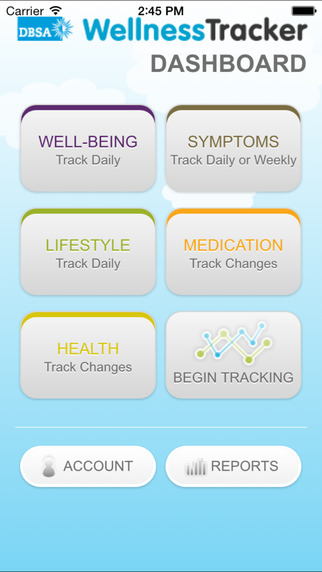 Carrier 2:45 PM
DBSA WellnessTracker
DASHBOARD
WELL-BEING
Track Daily
SYMPTOMS
Track Daily or Weekly
LIFESTYLE
Track Daily
MEDICATION
Track Changes
HEALTH
Track Changes
BEGIN TRACKING
ACCOUNT
REPORTS